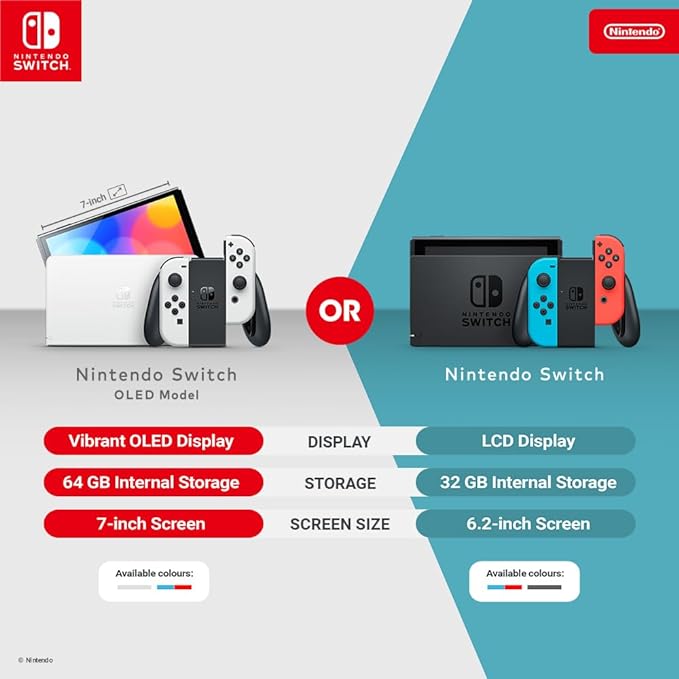 NINTENDO
SWITCH
Nintendo
7-inch
NINTENDO
SWITCH
OR
NINTENDO
SWITCH
NINTENDO
SWITCH
Nintendo Switch
OLED Model
Nintendo Switch
Vibrant OLED Display
DISPLAY
LCD Display
64 GB Internal Storage
STORAGE
32 GB Internal Storage
7-inch Screen
SCREEN SIZE
6.2-inch Screen
Available colours:
Available colours:
© Nintendo